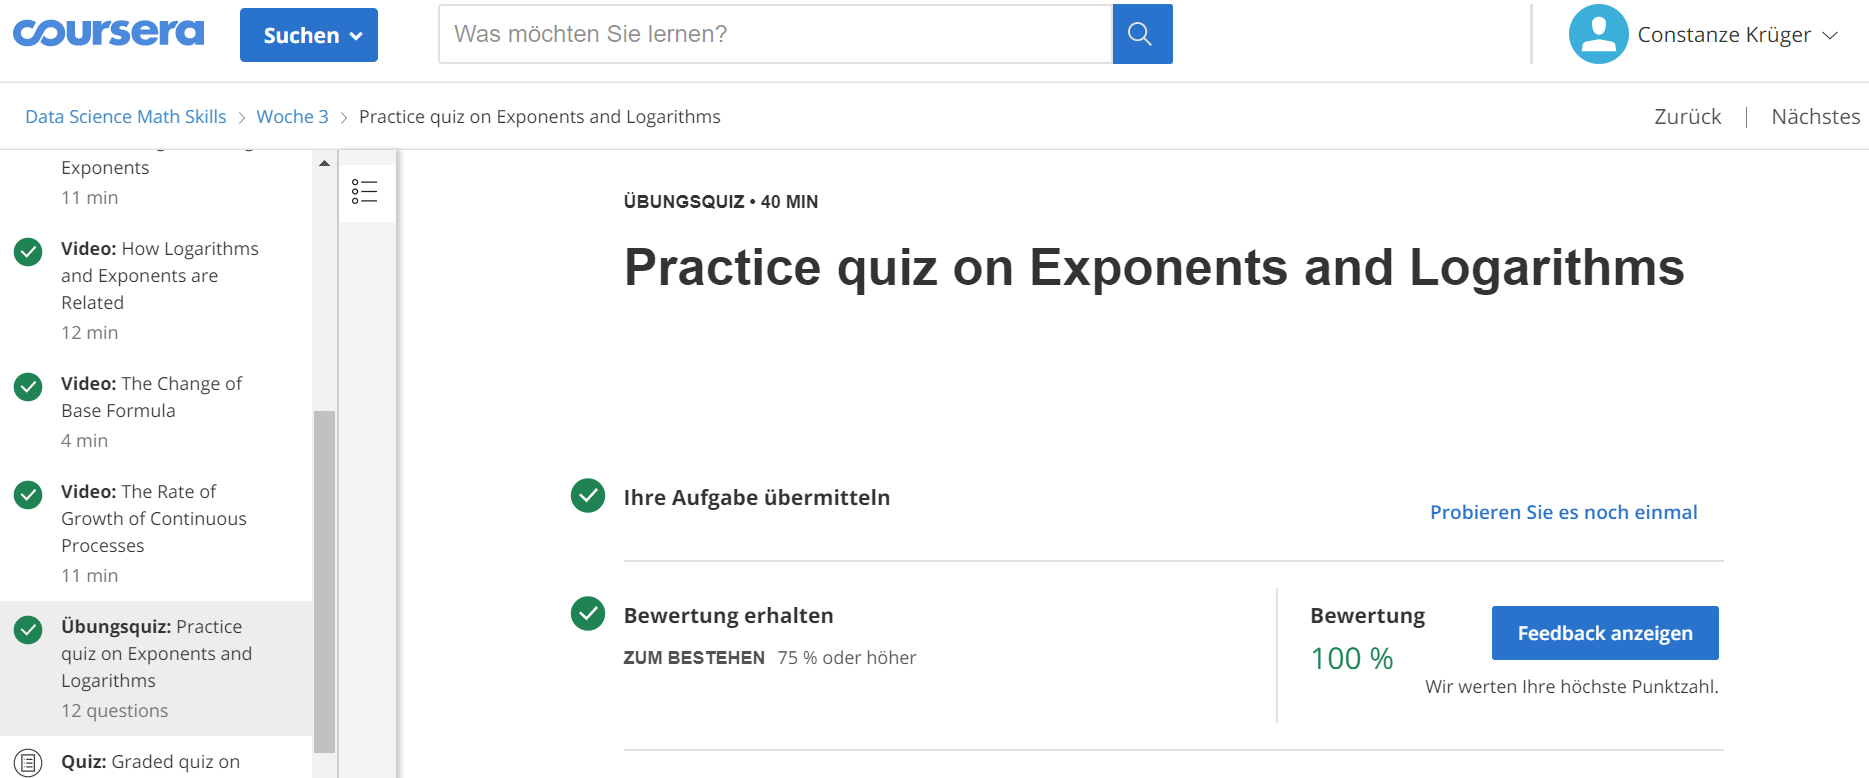 coursera
Suchen
Was möchten Sie lernen?
Constanze Krüger
Data Science Math Skills > Woche 3 > Practice quiz on Exponents and Logarithms
Zurück | Nächstes
Exponents
11 min
Video: How Logarithms
and Exponents are
Related
12 min
Video: The Change of
Base Formula
4 min
Video: The Rate of
Growth of Continuous
Processes
11 min
Übungsquiz: Practice
quiz on Exponents and
Logarithms
12 questions
Quiz: Graded quiz on
ÜBUNGSQUIZ • 40 MIN
Practice quiz on Exponents and Logarithms
Ihre Aufgabe übermitteln
Probieren Sie es noch einmal
Bewertung erhalten
ZUM BESTEHEN 75 % oder höher
Bewertung
100 %
Feedback anzeigen
Wir werten Ihre höchste Punktzahl.